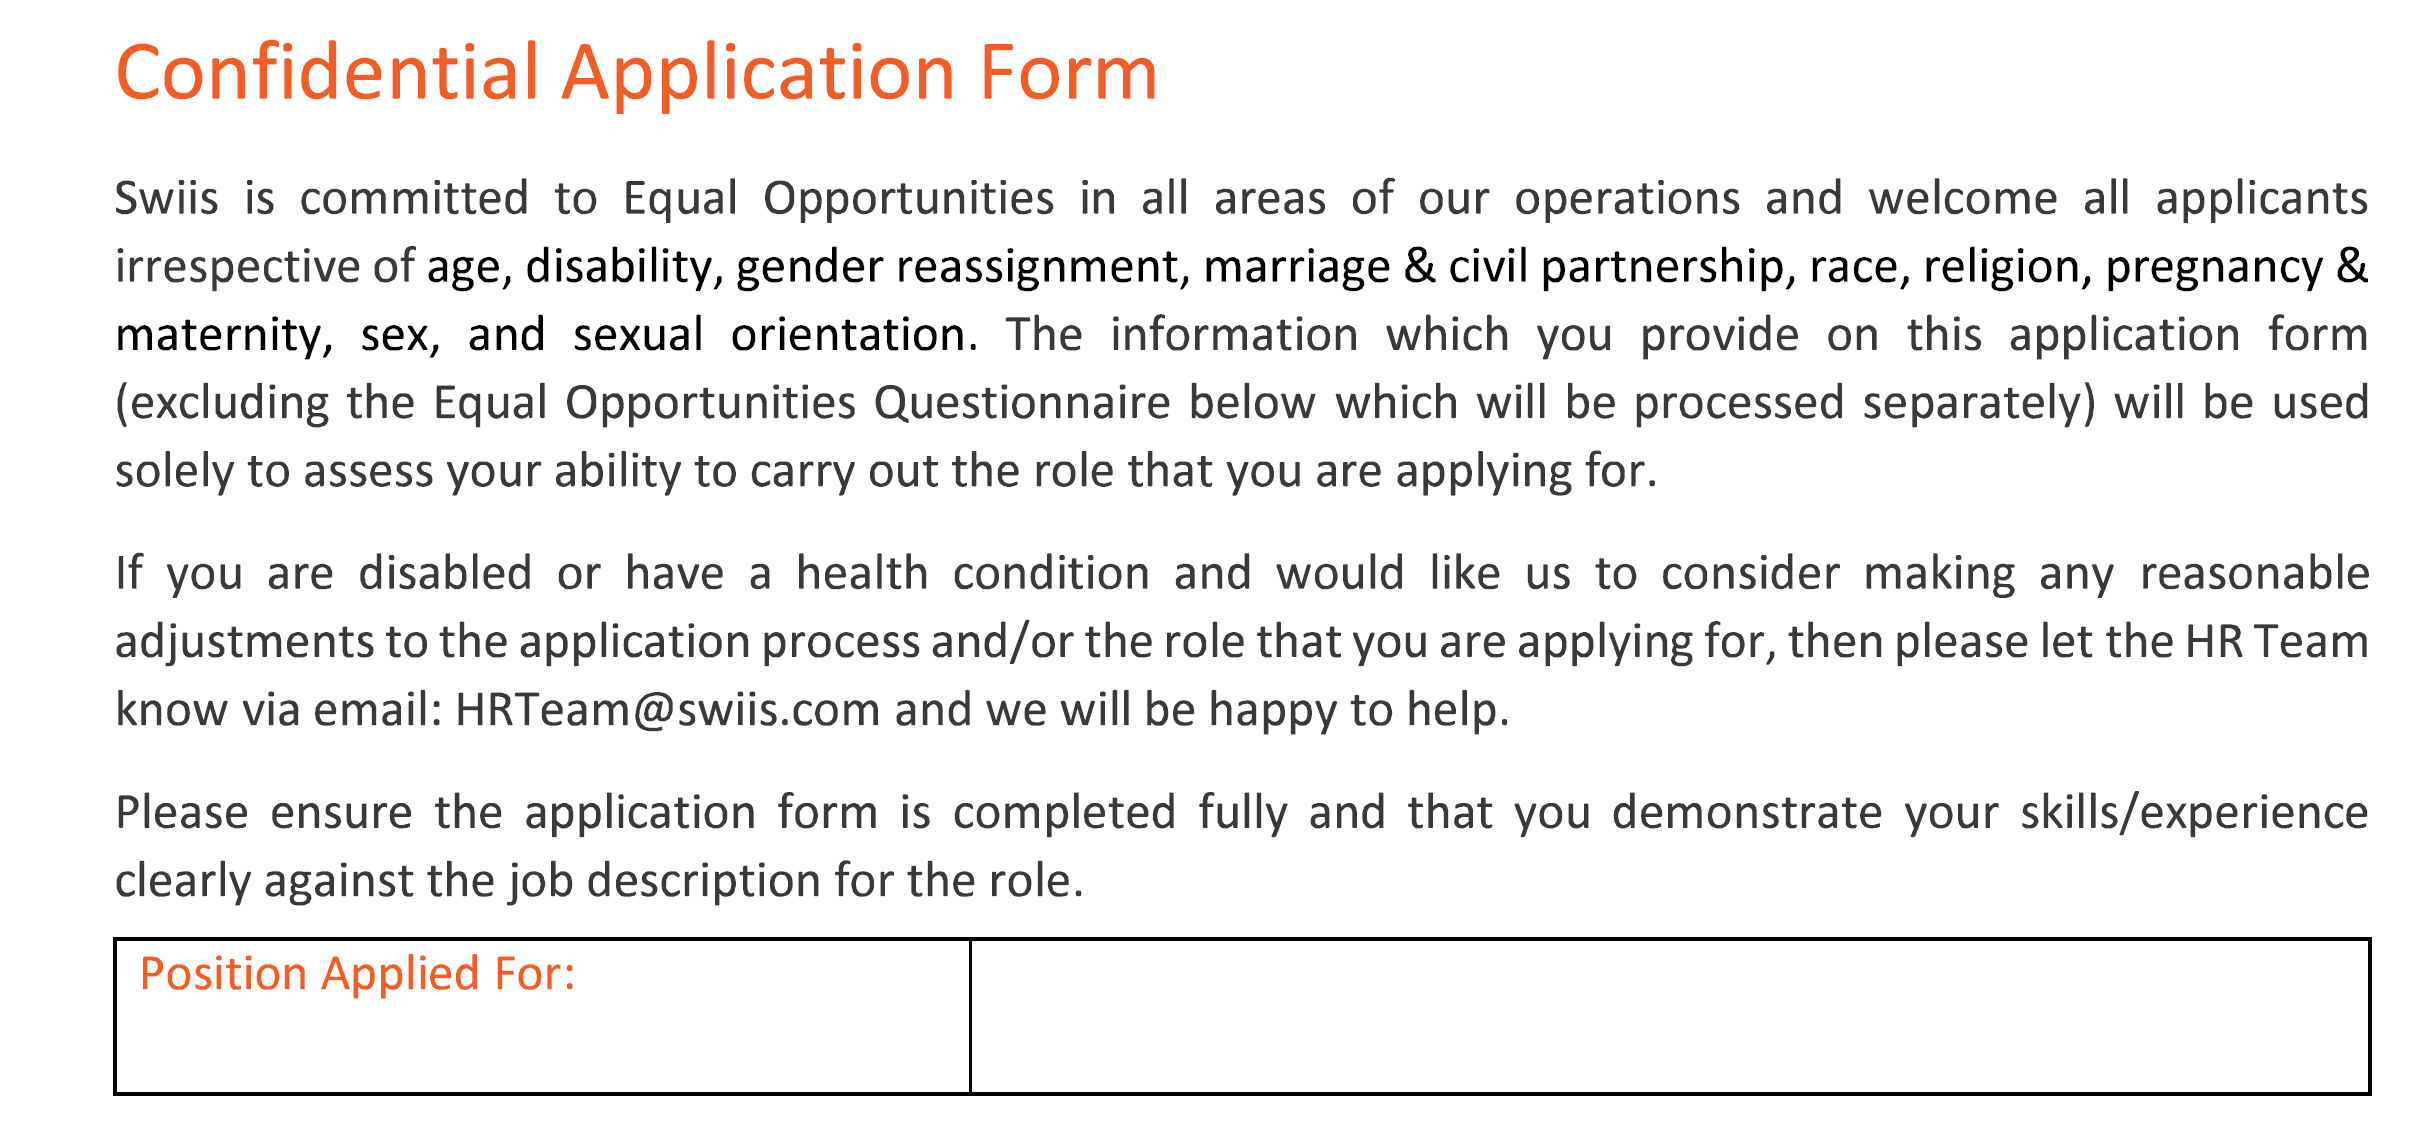 Confidential Application Form
Swiis is committed to Equal Opportunities in all areas of our operations and welcome all applicants
irrespective of age, disability, gender reassignment, marriage & civil partnership, race, religion, pregnancy &
maternity, sex, and sexual orientation. The information which you provide on this application form
(excluding the Equal Opportunities Questionnaire below which will be processed separately) will be used
solely to assess your ability to carry out the role that you are applying for.
If you are disabled or have a health condition and would like us to consider making any reasonable
adjustments to the application process and/or the role that you are applying for, then please let the HR Team
know via email: HRTeam@swiis.com and we will be happy to help.
Please ensure the application form is completed fully and that you demonstrate your skills/experience
clearly against the job description for the role.
Position Applied For: